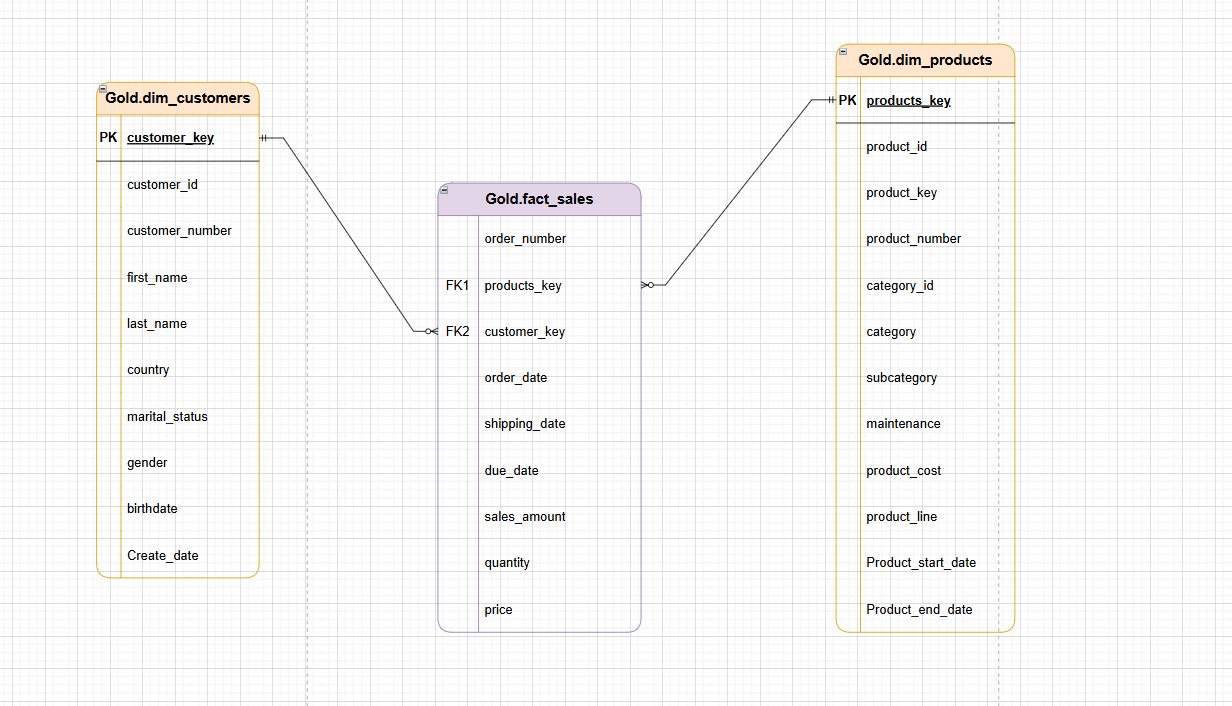 Gold.dim_customers
PK customer_key
customer_id
customer_number
first_name
last_name
country
marital_status
gender
birthdate
Create_date
Gold.fact_sales
order_number
FK1 products_key
FK2 customer_key
order_date
shipping_date
due_date
sales_amount
quantity
price
Gold.dim_products
PK products_key
product_id
product_key
product_number
category_id
category
subcategory
maintenance
product_cost
product_line
Product_start_date
Product_end_date